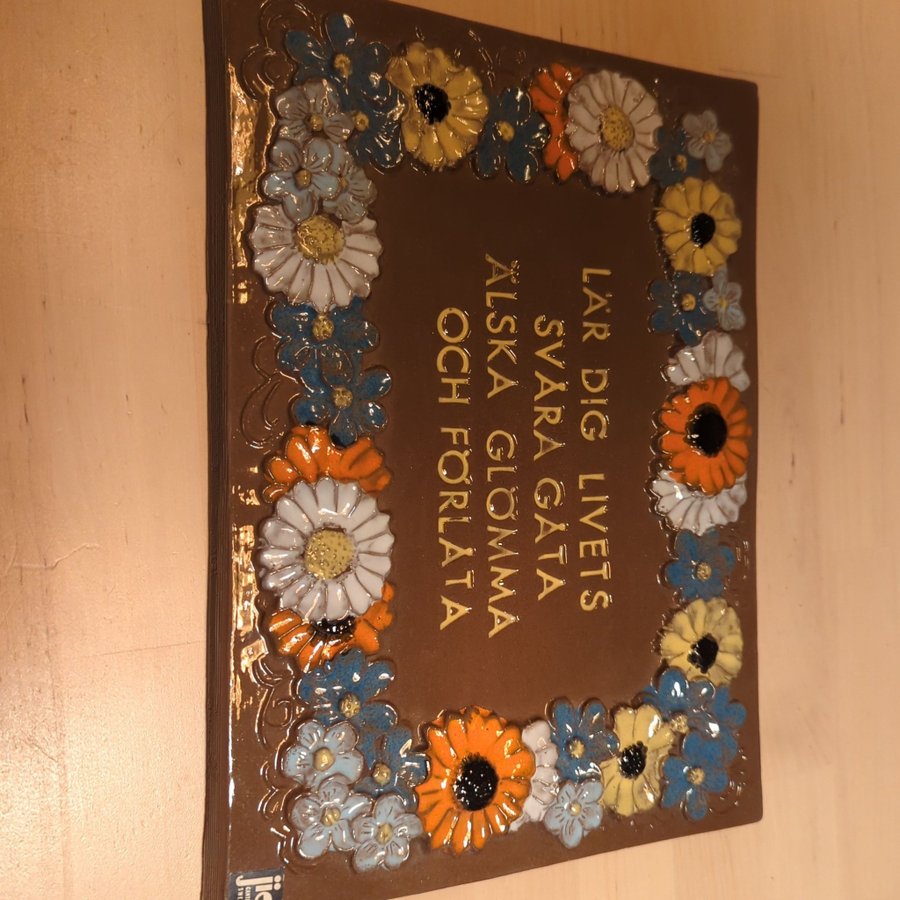 LÄR DIG LIVETS
SVÅRA GÅTA
ÄLSKA GLÖMMA
OCH FÖRLÅTA